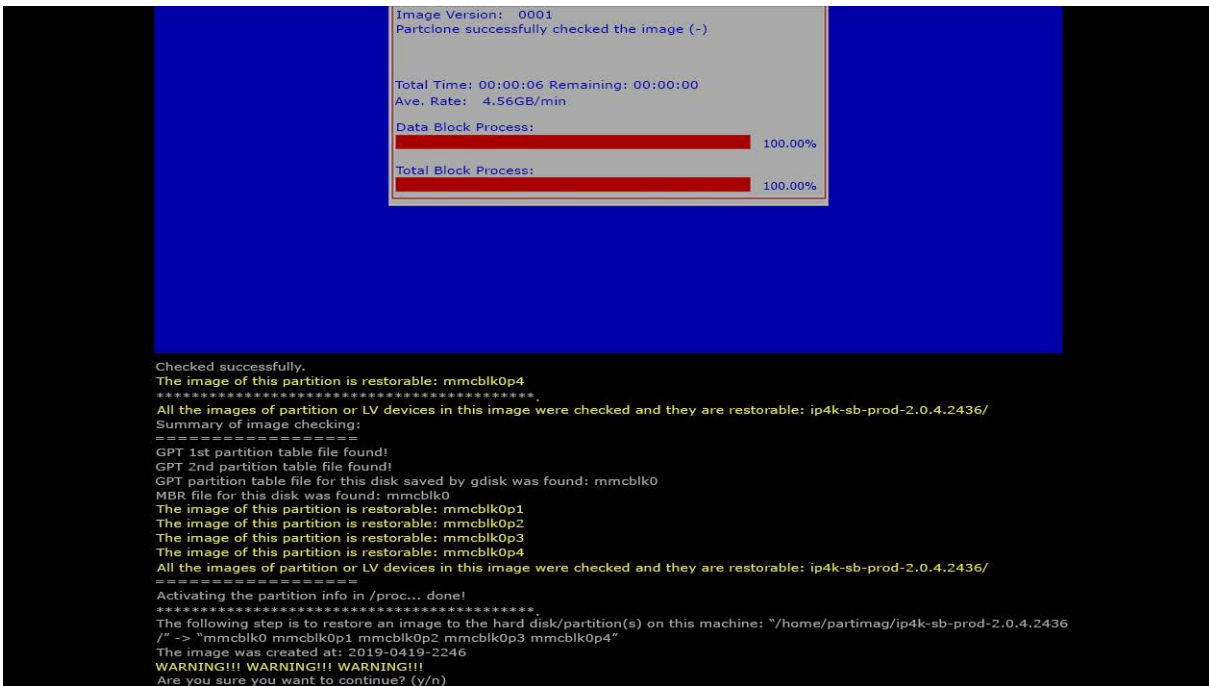 Image Version: 0001
Partclone successfully checked the image (-)
Total Time: 00:00:06 Remaining: 00:00:00
Ave. Rate: 4.56GB/min
Data Block Process:
100.00%
Total Block Process:
100.00%
Checked successfully.
The image of this partition is restorable: mmcblk0p4
*******************************************.
All the images of partition or LV devices in this image were checked and they are restorable: ip4k-sb-prod-2.0.4.2436/
Summary of image checking:
==================
GPT 1st partition table file found!
GPT 2nd partition table file found!
GPT partition table file for this disk saved by gdisk was found: mmcblk0
MBR file for this disk was found: mmcblk0
The image of this partition is restorable: mmcblk0p1
The image of this partition is restorable: mmcblk0p2
The image of this partition is restorable: mmcblk0p3
The image of this partition is restorable: mmcblk0p4
All the images of partition or LV devices in this image were checked and they are restorable: ip4k-sb-prod-2.0.4.2436/
==================
Activating the partition info in /proc... done!
*******************************************.
The following step is to restore an image to the hard disk/partition(s) on this machine: “/home/partimag/ip4k-sb-prod-2.0.4.2436
/” -> “mmcblk0 mmcblk0p1 mmcblk0p2 mmcblk0p3 mmcblk0p4”
The image was created at: 2019-0419-2246
WARNING!!! WARNING!!! WARNING!!!
Are you sure you want to continue? (y/n)